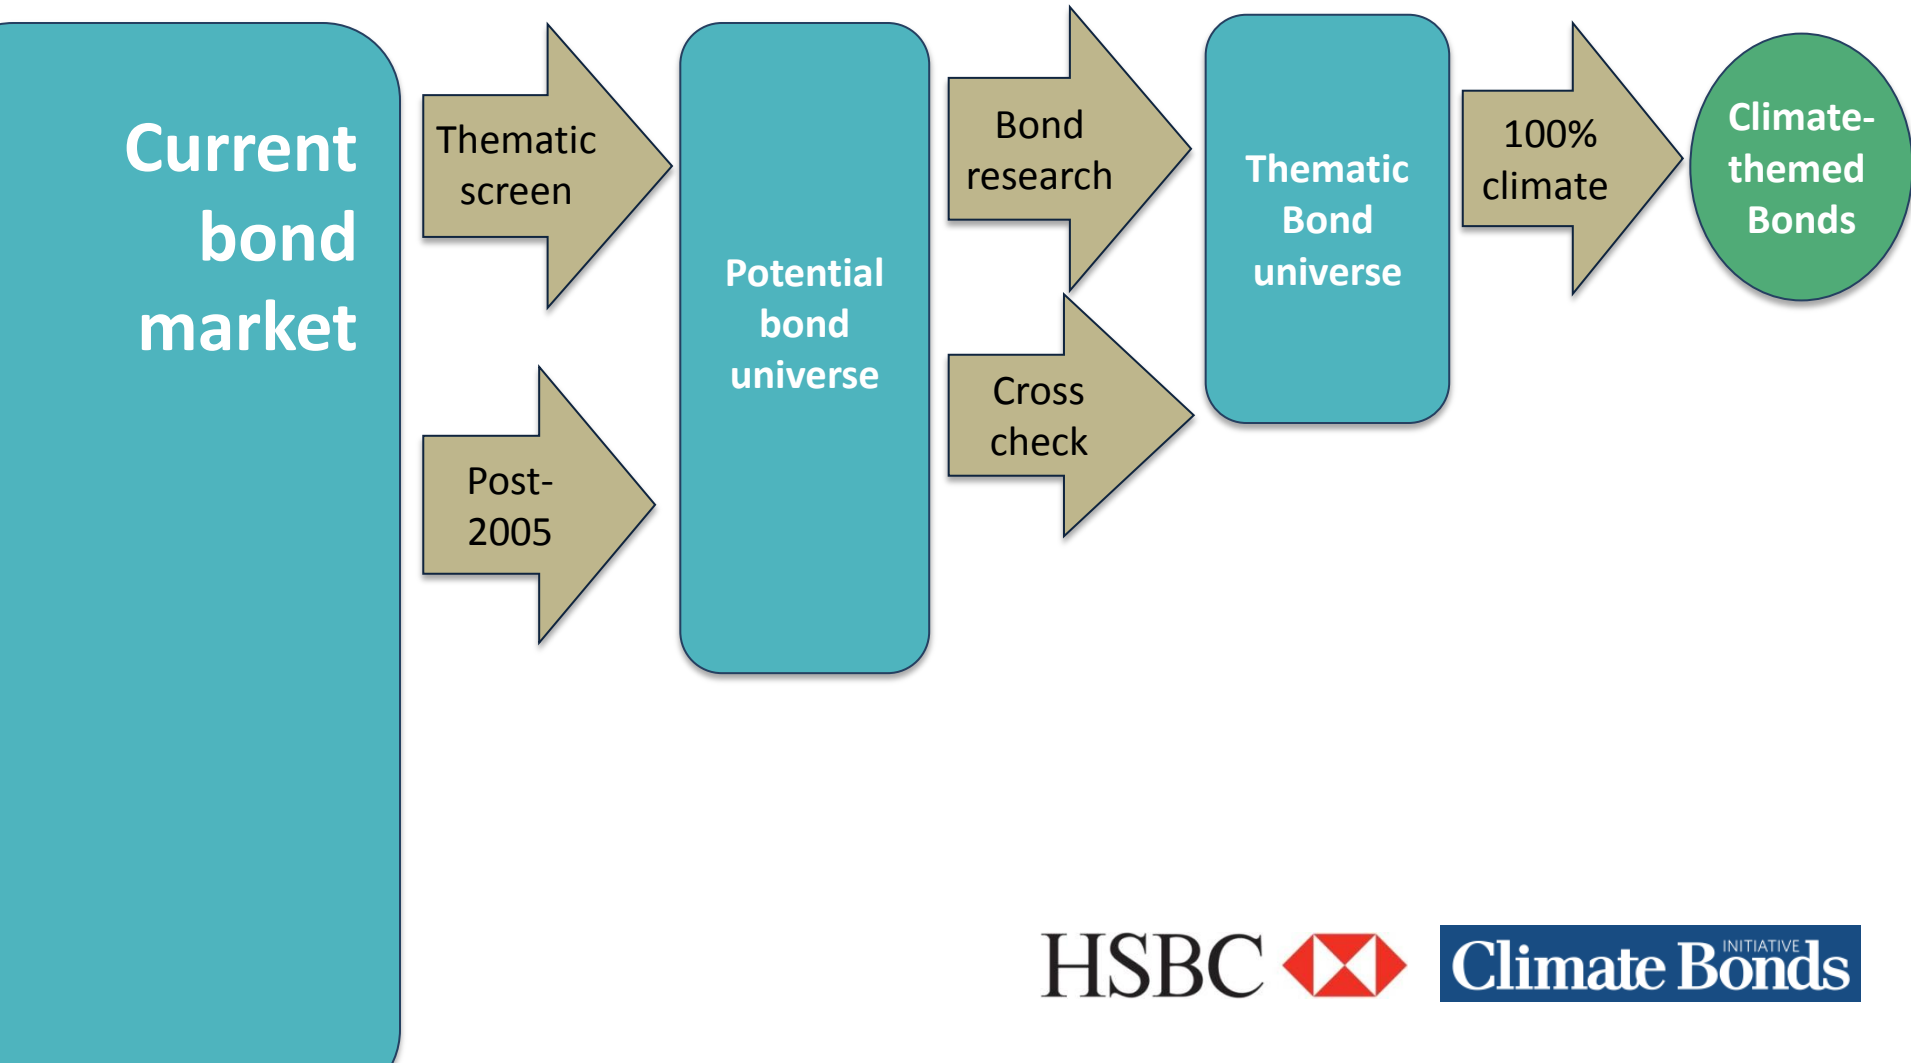 Current
bond
market
Thematic
screen
Post-
2005
Potential
bond
universe
Bond
research
Cross
check
Thematic
Bond
universe
100%
climate
Climate-
themed
Bonds
HSBC
Climate Bonds
INITIATIVE